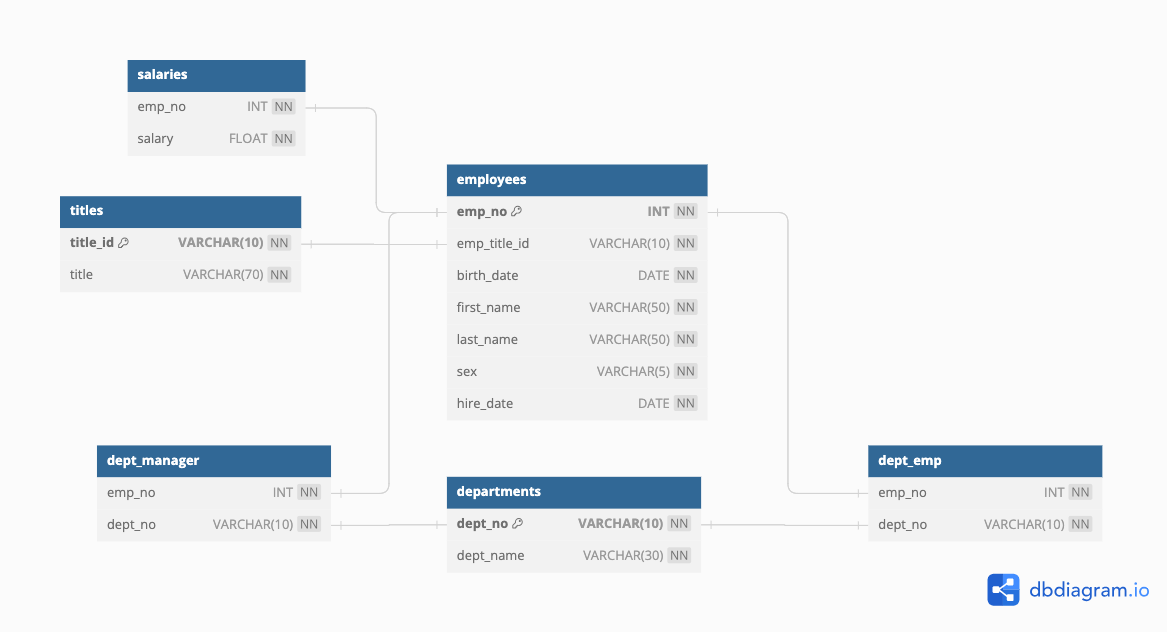 salaries
emp_no INT NN
salary FLOAT NN
titles
title_id VARCHAR(10) NN
title VARCHAR(70) NN
employees
emp_no INT NN
emp_title_id VARCHAR(10) NN
birth_date DATE NN
first_name VARCHAR(50) NN
last_name VARCHAR(50) NN
sex VARCHAR(5) NN
hire_date DATE NN
dept_manager
emp_no INT NN
dept_no VARCHAR(10) NN
departments
dept_no VARCHAR(10) NN
dept_name VARCHAR(30) NN
dept_emp
emp_no INT NN
dept_no VARCHAR(10) NN
dbdiagram.io